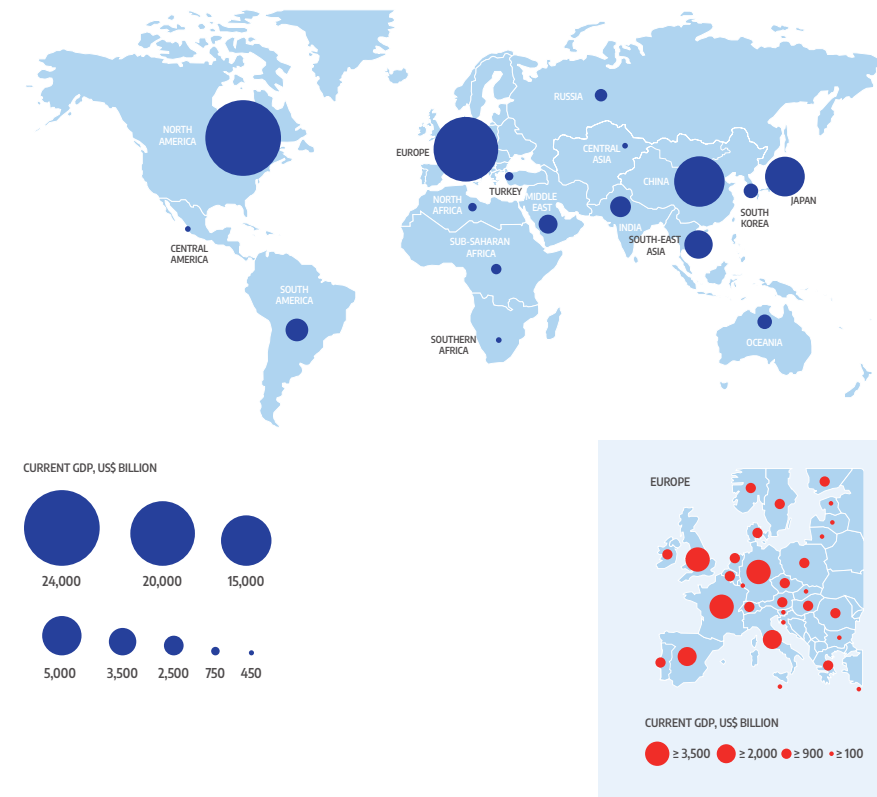 RUSSIA
NORTH
AMERICA
EUROPE
CENTRAL
ASIA
CHINA
TURKEY
NORTH
AFRICA
MIDDLE
EAST
JAPAN
SOUTH
KOREA
INDIA
SOUTH-EAST
ASIA
SUB-SAHARAN
AFRICA
CENTRAL
AMERICA
SOUTH
AMERICA
SOUTHERN
AFRICA
OCEANIA
CURRENT GDP, US$ BILLION
24,000 20,000 15,000
5,000 3,500 2,500 750 450
EUROPE
CURRENT GDP, US$ BILLION
≥ 3,500 ≥ 2,000 ≥ 900 ≥ 100